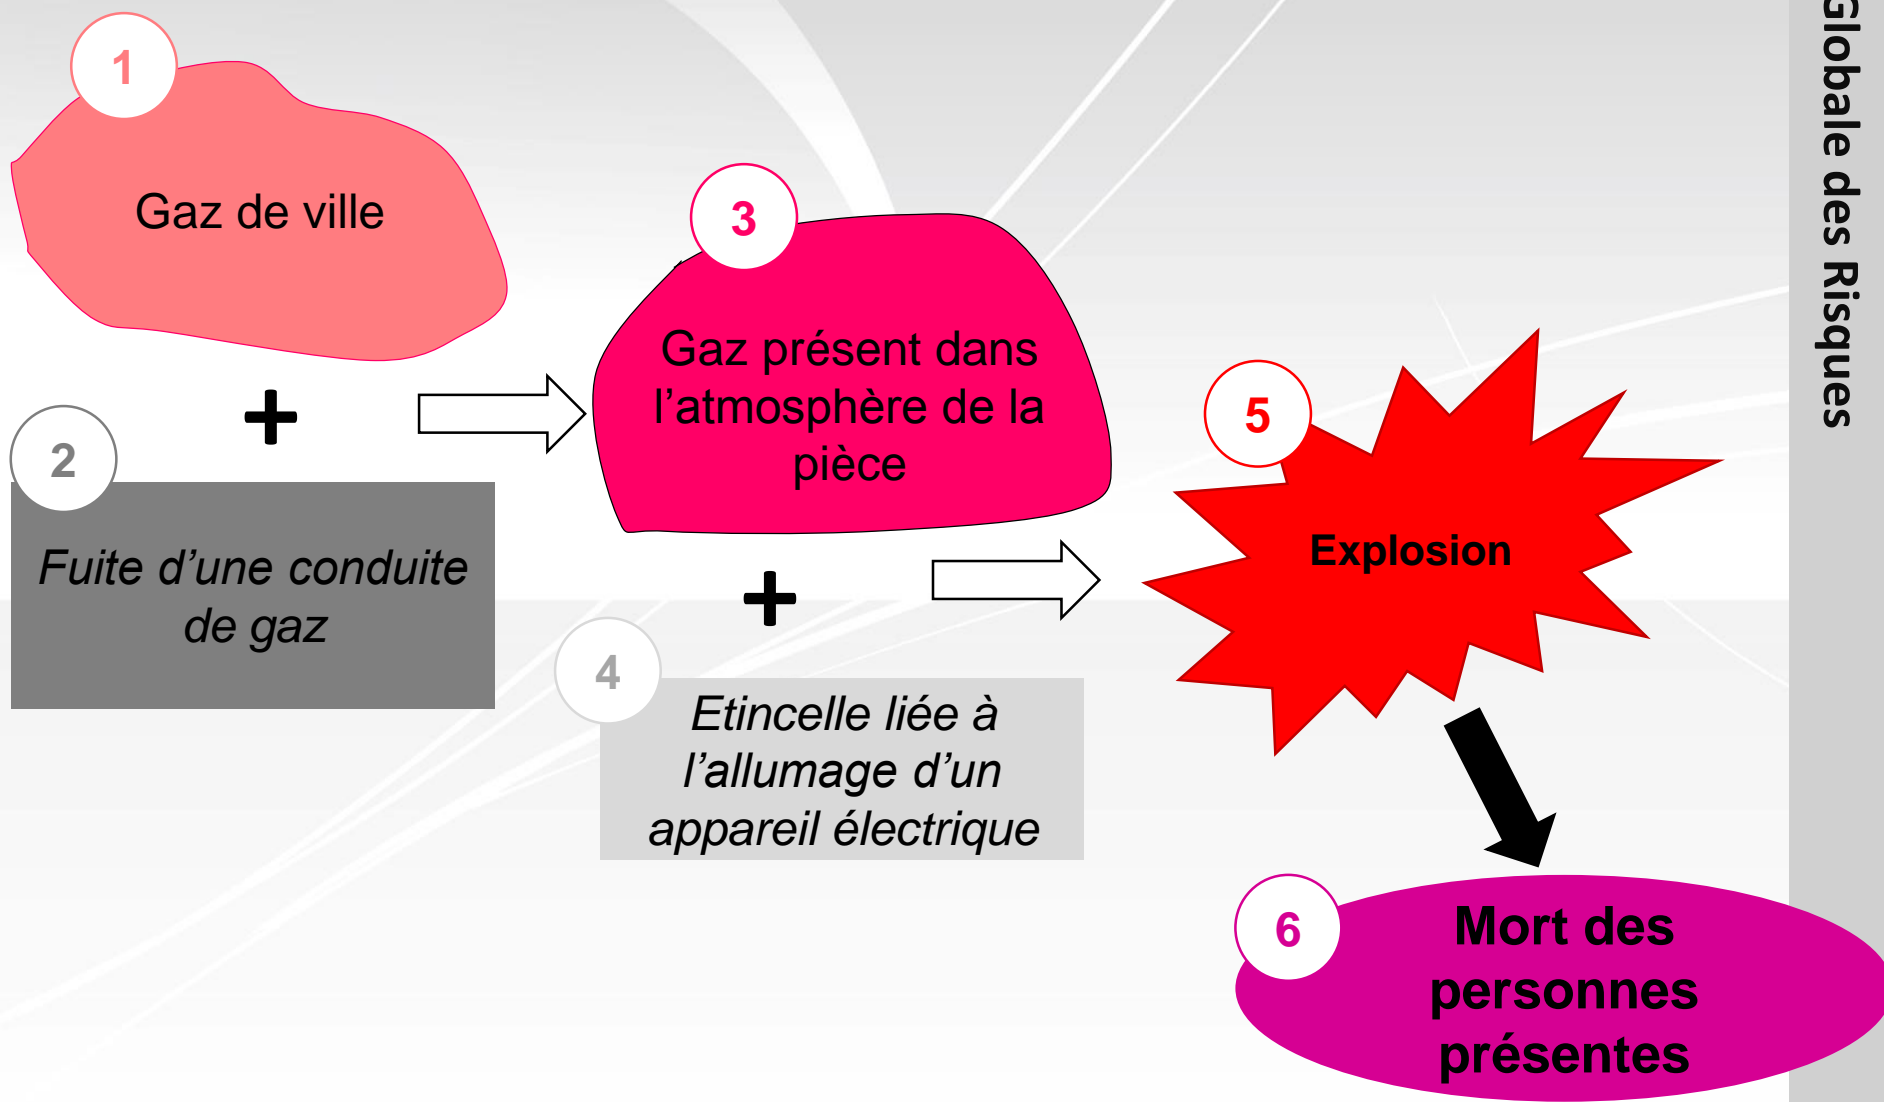 1
Gaz de ville
2
Fuite d’une conduite
de gaz
3
Gaz présent dans
l’atmosphère de la
pièce
4
Etincelle liée à
l’allumage d’un
appareil électrique
5
Explosion
6
Mort des
personnes
présentes
Globale des Risques